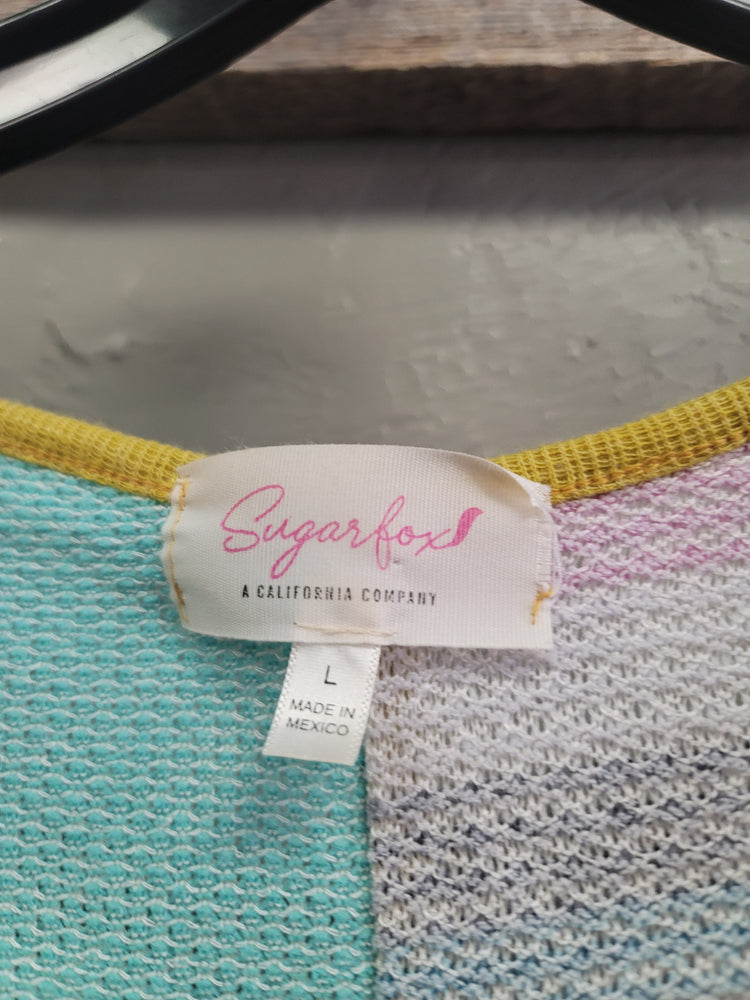 Sugarfox
A CALIFORNIA COMPANY
L
MADE IN
MEXICO